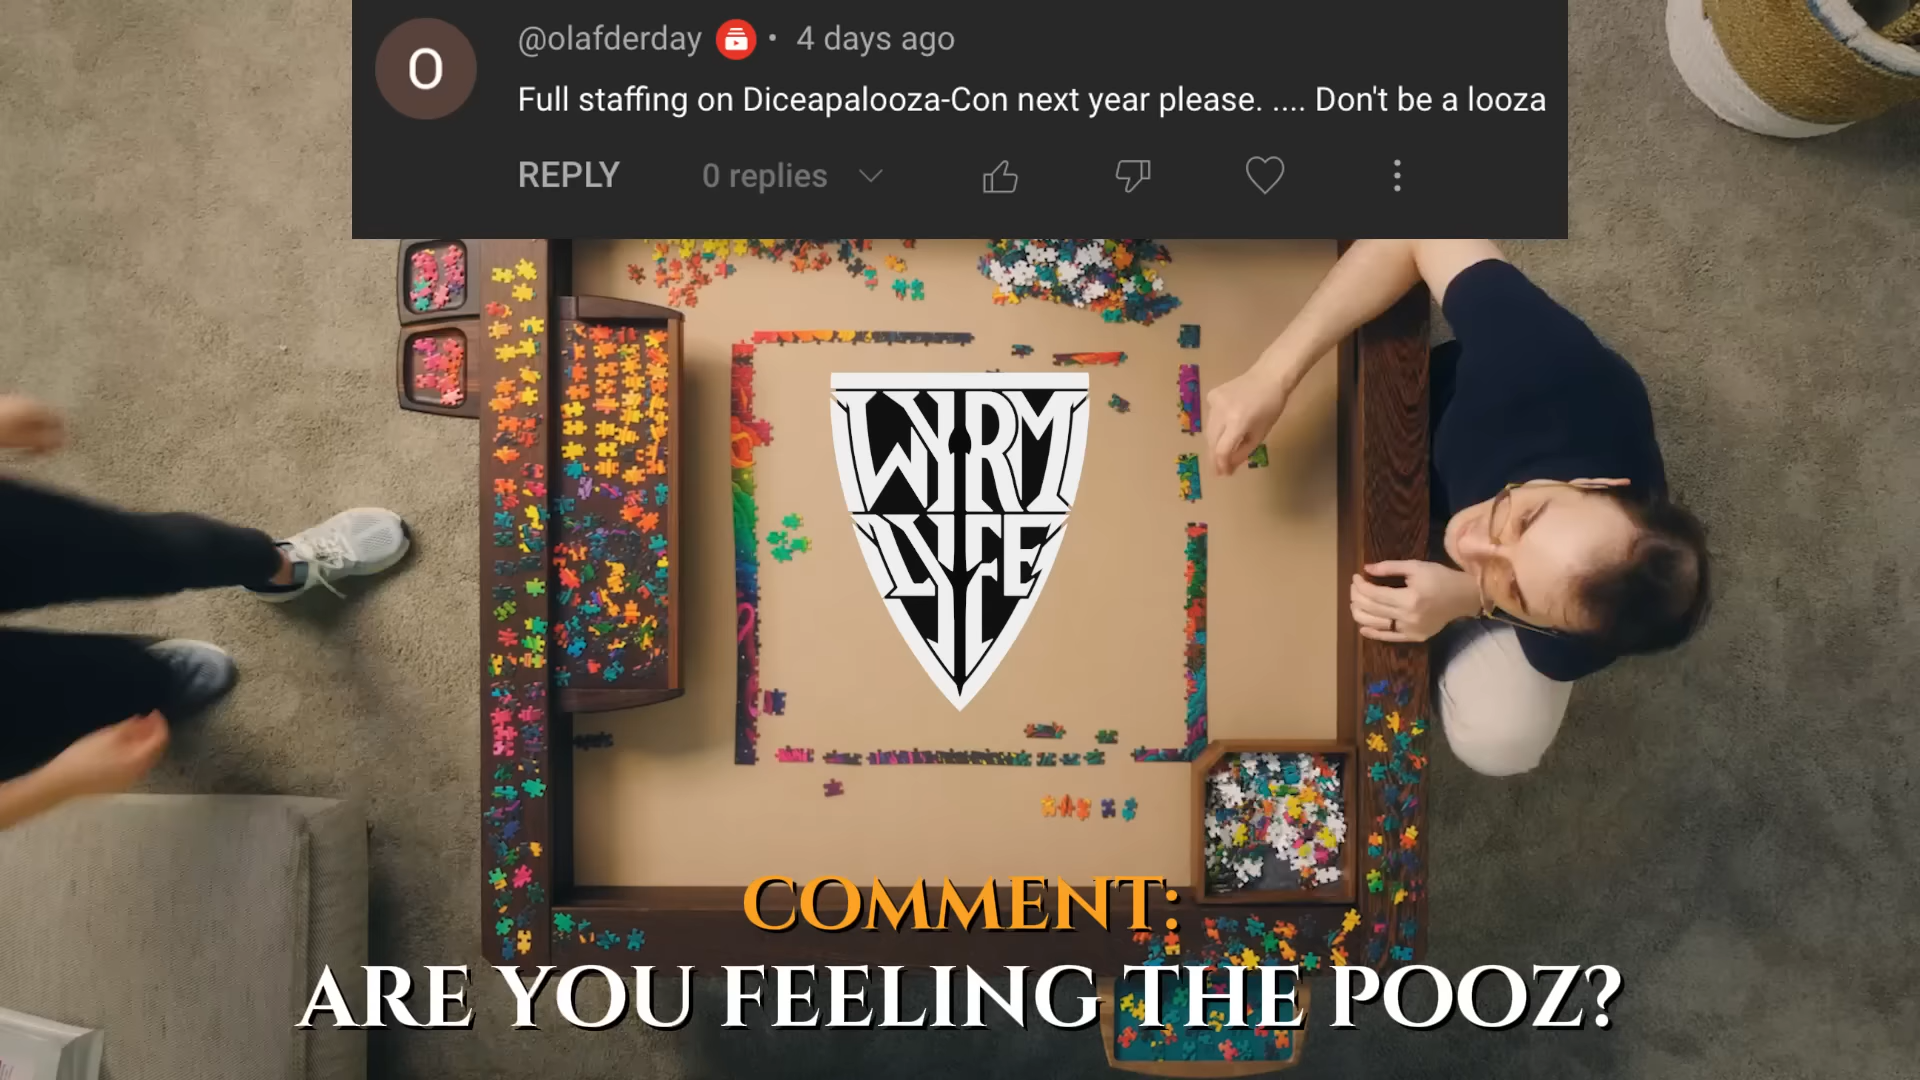 O
@olafderday • 4 days ago
Full staffing on Diceapalooza-Con next year please. .... Don't be a looza
REPLY 0 replies
WYRM
LYFE
COMMENT:
ARE YOU FEELING THE POOZ?